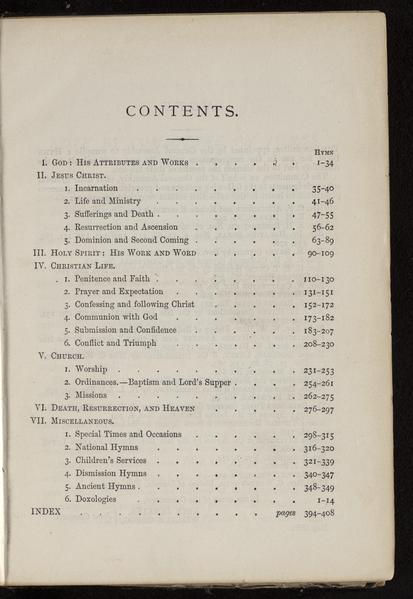 CONTENTS.
HYMN
I. GOD: HIS ATTRIBUTES AND WORKS . . . . . . 1-34
II. JESUS CHRIST.
1. Incarnation . . . . . . . . 35-40
2. Life and Ministry . . . . . . . 41-46
3. Sufferings and Death . . . . . . . 47-55
4. Resurrection and Ascension . . . . . . 56-62
5. Dominion and Second Coming . . . . . . 63-89
III. HOLY SPIRIT: HIS WORK AND WORD . . . . . 90-109
IV. CHRISTIAN LIFE.
1. Penitence and Faith . . . . . . . 110-130
2. Prayer and Expectation . . . . . . 131-151
3. Confessing and following Christ . . . . . 152-172
4. Communion with God . . . . . . 173-182
5. Submission and Confidence . . . . . . 183-207
6. Conflict and Triumph . . . . . . 208-230
V. CHURCH.
1. Worship . . . . . . . . . 231-253
2. Ordinances.—Baptism and Lord's Supper . . . . 254-261
3. Missions . . . . . . . . . 262-275
VI. DEATH, RESURRECTION, AND HEAVEN . . . . . 276-297
VII. MISCELLANEOUS.
1. Special Times and Occasions . . . . . . 298-315
2. National Hymns . . . . . . . 316-320
3. Children's Services . . . . . . . 321-339
4. Dismission Hymns . . . . . . . 340-347
5. Ancient Hymns . . . . . . . . 348-349
6. Doxologies . . . . . . . . 1-14
INDEX . . . . . . . . . pages 394-408